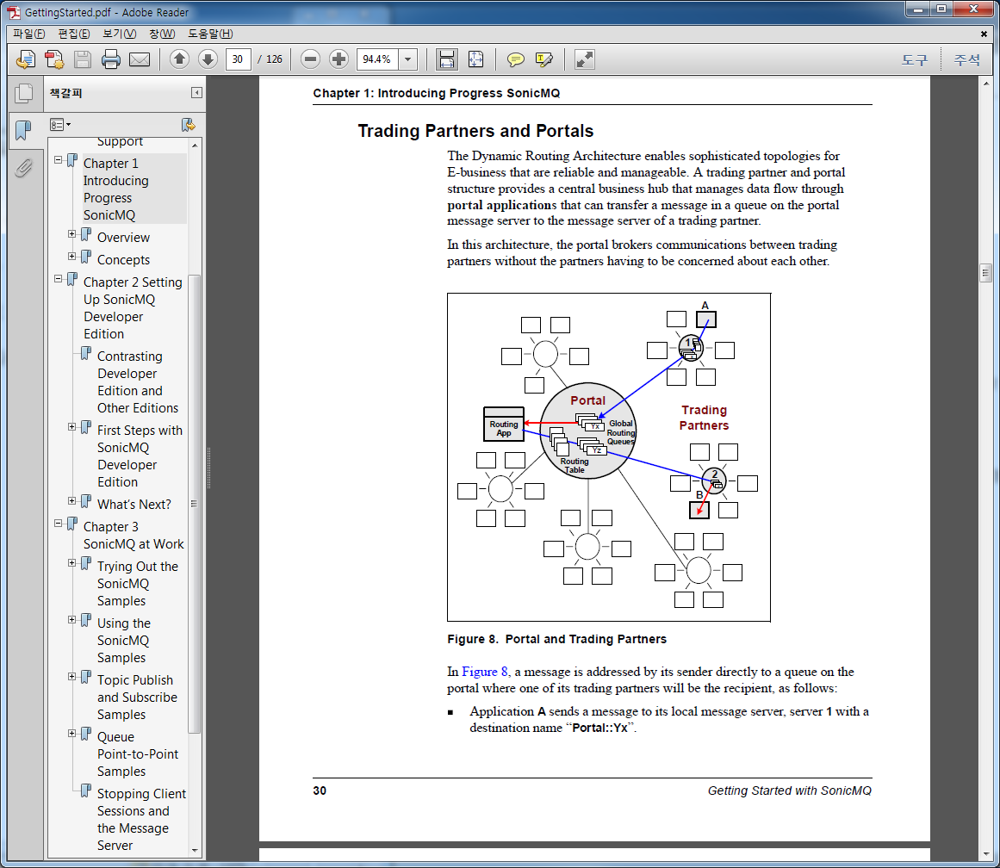 GettingStarted.pdf - Adobe Reader
파일(F) 편집(E) 보기(V) 창(W) 도움말(H)
30 / 126 94.4% 도구 주석
책갈피
Support
Chapter 1
Introducing
Progress
SonicMQ
Overview
Concepts
Chapter 2 Setting
Up SonicMQ
Developer
Edition
Contrasting
Developer
Edition and
Other Editions
First Steps with
SonicMQ
Developer
Edition
What's Next?
Chapter 3
SonicMQ at Work
Trying Out the
SonicMQ
Samples
Using the
SonicMQ
Samples
Topic Publish
and Subscribe
Samples
Queue
Point-to-Point
Samples
Stopping Client
Sessions and
the Message
Server
Chapter 1: Introducing Progress SonicMQ
Trading Partners and Portals
The Dynamic Routing Architecture enables sophisticated topologies for
E-business that are reliable and manageable. A trading partner and portal
structure provides a central business hub that manages data flow through
portal applications that can transfer a message in a queue on the portal
message server to the message server of a trading partner.
In this architecture, the portal brokers communications between trading
partners without the partners having to be concerned about each other.
A
1
Portal
Trading
Partners
Routing
App
Yx
Global
Routing
Queues
Yz
Routing
Table
2
B
Figure 8. Portal and Trading Partners
In Figure 8, a message is addressed by its sender directly to a queue on the
portal where one of its trading partners will be the recipient, as follows:
■ Application A sends a message to its local message server, server 1 with a
destination name “Portal::Yx”.
30 Getting Started with SonicMQ